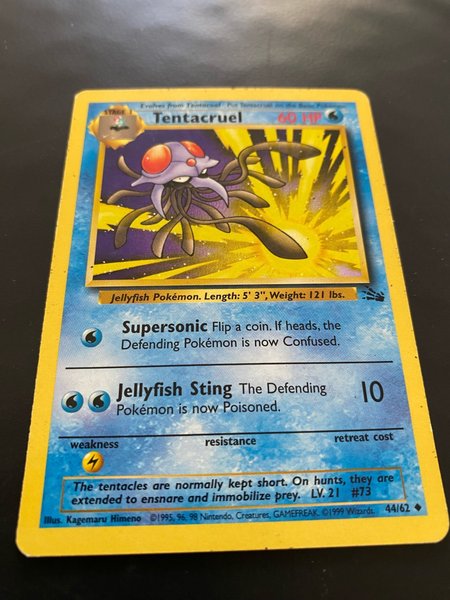 Evolves from Tentacool Put Tentacruel on the Basic Pokémon
STAGE 1
Tentacruel 60 HP
Jellyfish Pokémon. Length: 5' 3", Weight: 121 lbs.
Supersonic Flip a coin. If heads, the
Defending Pokémon is now Confused.
Jellyfish Sting The Defending 10
Pokémon is now Poisoned.
weakness resistance retreat cost
The tentacles are normally kept short. On hunts, they are
extended to ensnare and immobilize prey. LV. 21 #73
Illus. Kagemaru Himeno ©1995, 96, 98 Nintendo, Creatures, GAMEFREAK. ©1999 Wizards. 44/62